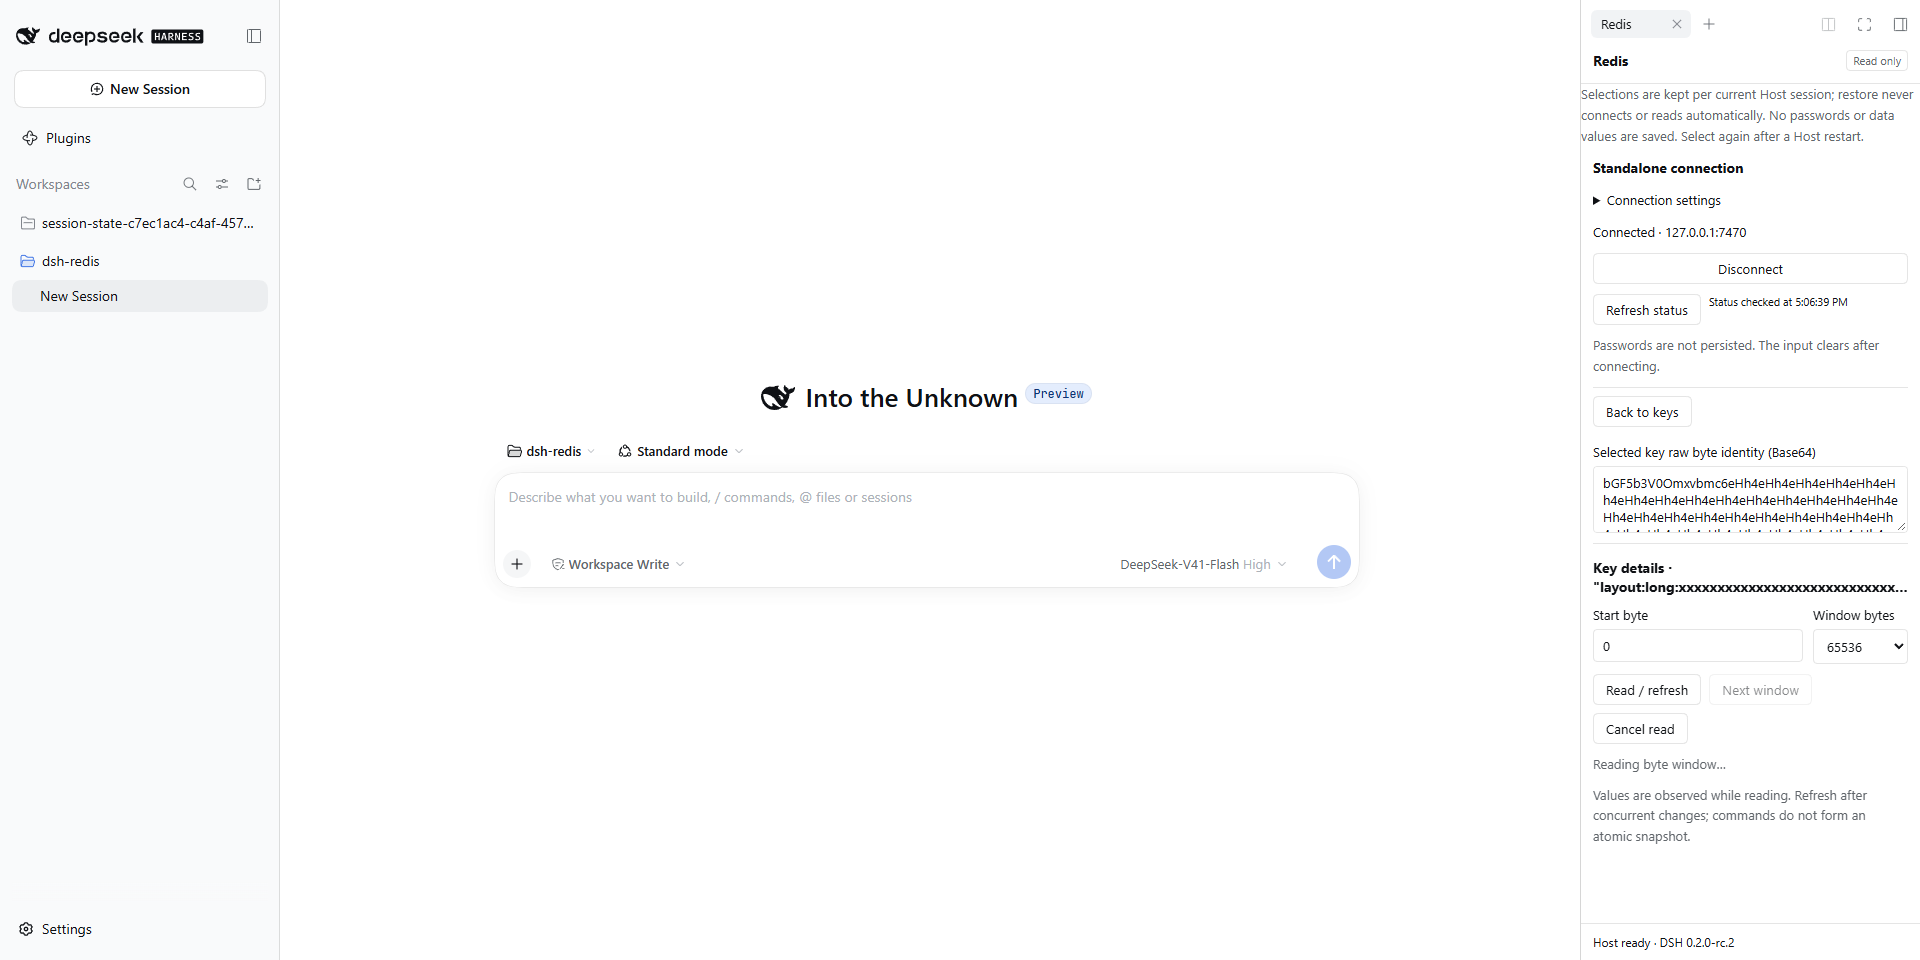 deepseek HARNESS
New Session
Plugins
Workspaces
session-state-c7ec1ac4-c4af-457...
dsh-redis
New Session
Settings
Into the Unknown Preview
dsh-redis Standard mode
Describe what you want to build, / commands, @ files or sessions
Workspace Write
DeepSeek-V41-Flash High
Redis
Redis
Read only
Selections are kept per current Host session; restore never
connects or reads automatically. No passwords or data
values are saved. Select again after a Host restart.
Standalone connection
Connection settings
Connected · 127.0.0.1:7470
Disconnect
Refresh status
Status checked at 5:06:39 PM
Passwords are not persisted. The input clears after
connecting.
Back to keys
Selected key raw byte identity (Base64)
bGF5b3V0Omxvbmc6eHh4eHh4eHh4eHh4eHh4eH
h4eHh4eHh4eHh4eHh4eHh4eHh4eHh4eHh4eHh4e
Hh4eHh4eHh4eHh4eHh4eHh4eHh4eHh4eHh4eHh
Key details ·
"layout:long:xxxxxxxxxxxxxxxxxxxxxxxxxxxx...
Start byte
Window bytes
0
65536
Read / refresh
Next window
Cancel read
Reading byte window...
Values are observed while reading. Refresh after
concurrent changes; commands do not form an
atomic snapshot.
Host ready · DSH 0.2.0-rc.2